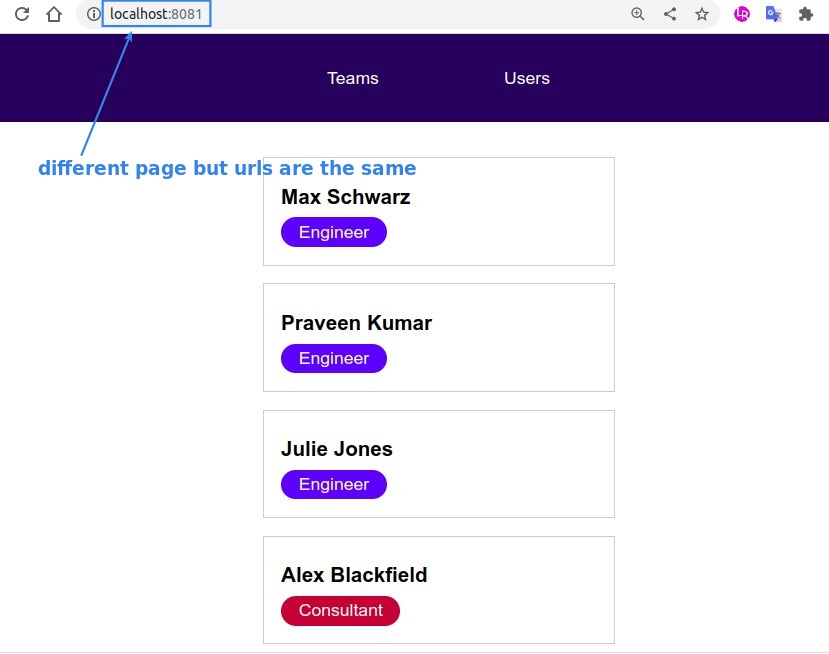 localhost:8081
Teams Users
different page but urls are the same
Max Schwarz
Engineer
Praveen Kumar
Engineer
Julie Jones
Engineer
Alex Blackfield
Consultant